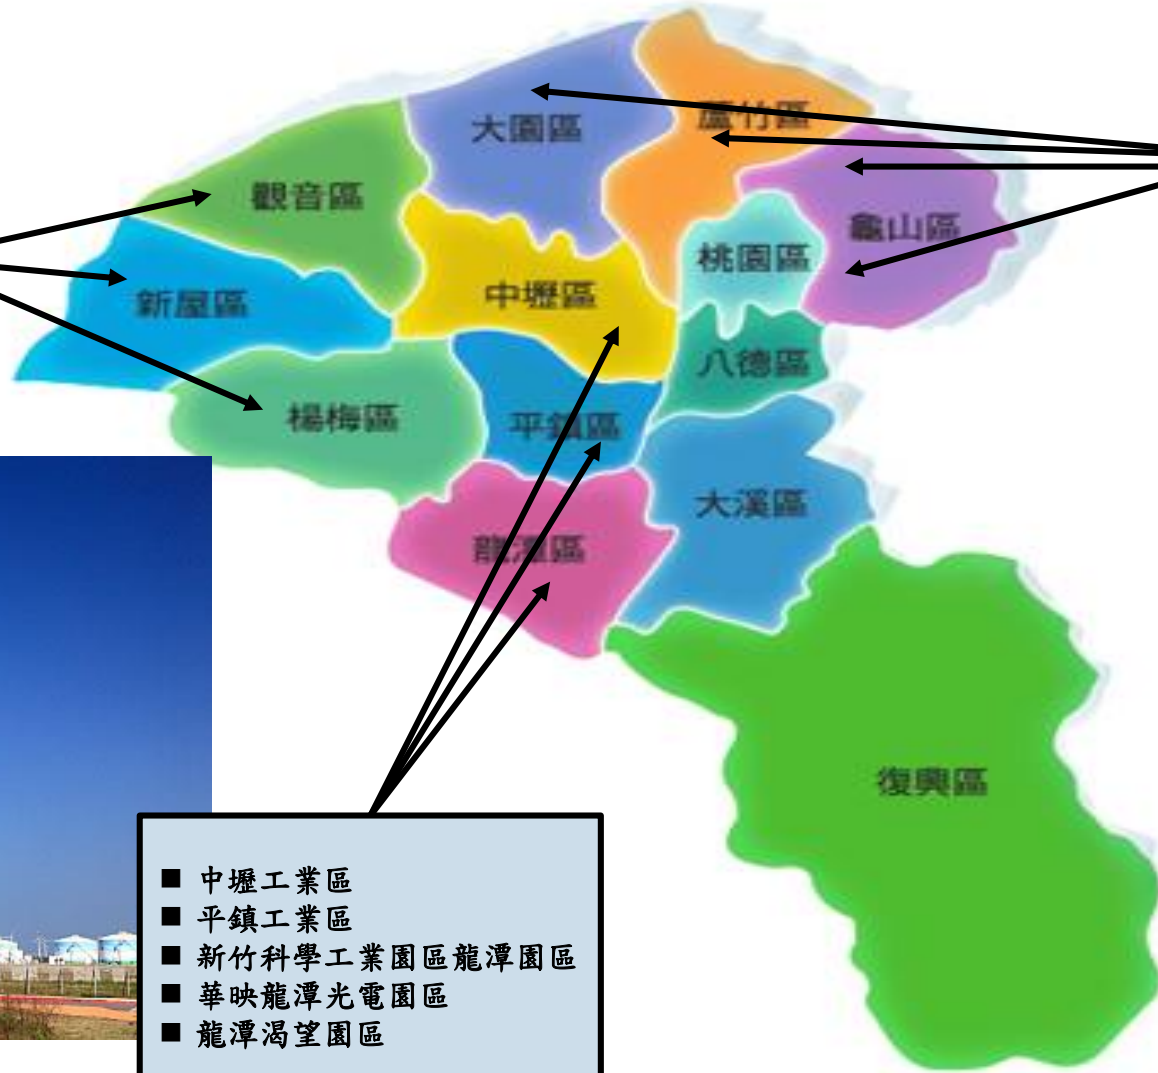 蘆竹區
大園區
觀音區
龜山區
桃園區
新屋區
中壢區
八德區
楊梅區
平鎮區
大溪區
龍潭區
復興區
■ 中壢工業區
■ 平鎮工業區
■ 新竹科學工業園區龍潭園區
■ 華映龍潭光電園區
■ 龍潭渴望園區